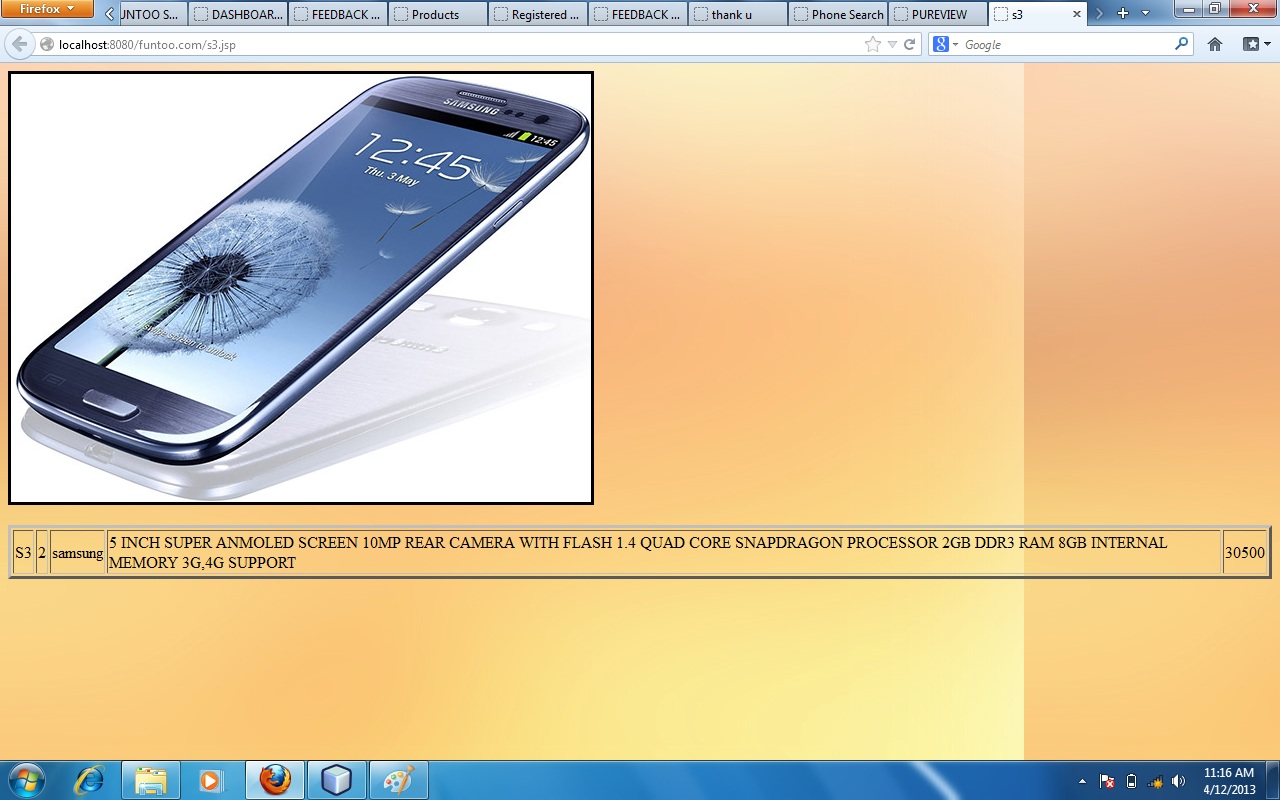 Firefox
UNTOO S...
DASHBOAR...
FEEDBACK ...
Products
Registered ...
FEEDBACK ...
thank u
Phone Search
PUREVIEW
s3
localhost:8080/funtoo.com/s3.jsp
Google
SAMSUNG
12:45
12:45
Thu. 3 May
Swipe screen to unlock
SAMSUNG
S3 2 samsung 5 INCH SUPER ANMOLED SCREEN 10MP REAR CAMERA WITH FLASH 1.4 QUAD CORE SNAPDRAGON PROCESSOR 2GB DDR3 RAM 8GB INTERNAL 30500
MEMORY 3G,4G SUPPORT
11:16 AM
4/12/2013